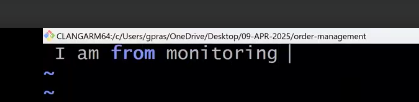 CLANGARM64:/c/Users/gpras/OneDrive/Desktop/09-APR-2025/order-management
I am from monitoring
~
~